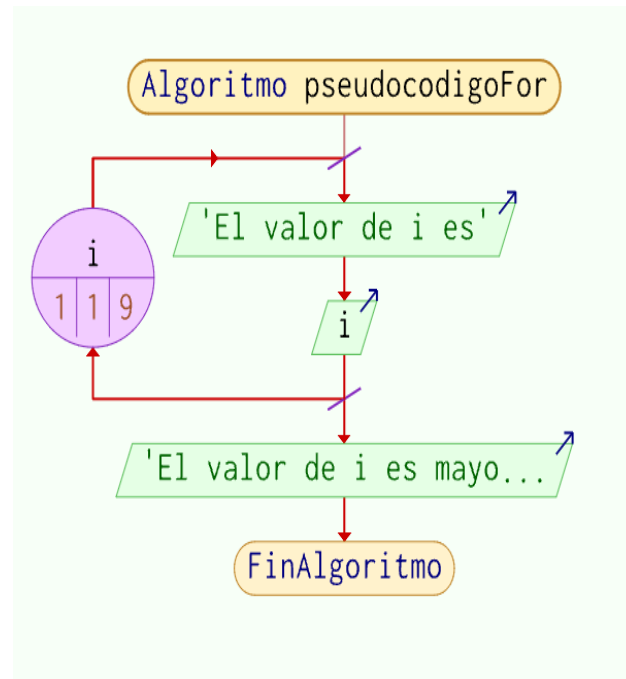 Algoritmo pseudocodigoFor
'El valor de i es'
i
1 1 9
i
'El valor de i es mayo...
FinAlgoritmo